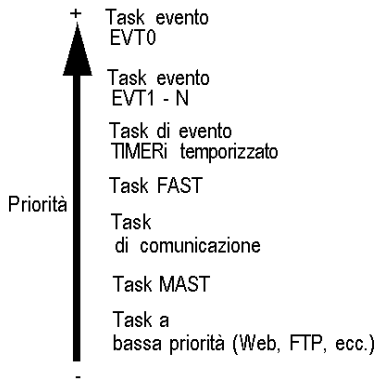 +
Task evento
EVT0
Task evento
EVT1 - N
Task di evento
TIMERi temporizzato
Task FAST
Priorità
Task
di comunicazione
Task MAST
Task a
bassa priorità (Web, FTP, ecc.)
-